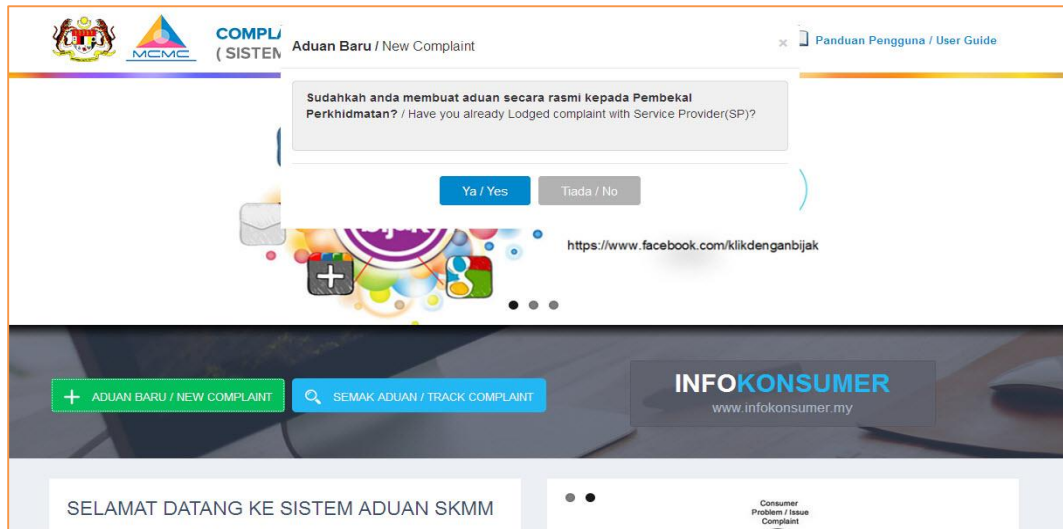 MCMC
COMPL
( SISTEM
Aduan Baru / New Complaint
×
Panduan Pengguna / User Guide
Sudahkah anda membuat aduan secara rasmi kepada Pembekal
Perkhidmatan? / Have you already Lodged complaint with Service Provider(SP)?
Ya / Yes
Tiada / No
bijak
https://www.facebook.com/klikdenganbijak
ADUAN BARU / NEW COMPLAINT
SEMAK ADUAN / TRACK COMPLAINT
INFOKONSUMER
www.infokonsumer.my
SELAMAT DATANG KE SISTEM ADUAN SKMM
Consumer
Problem / Issue
Complaint